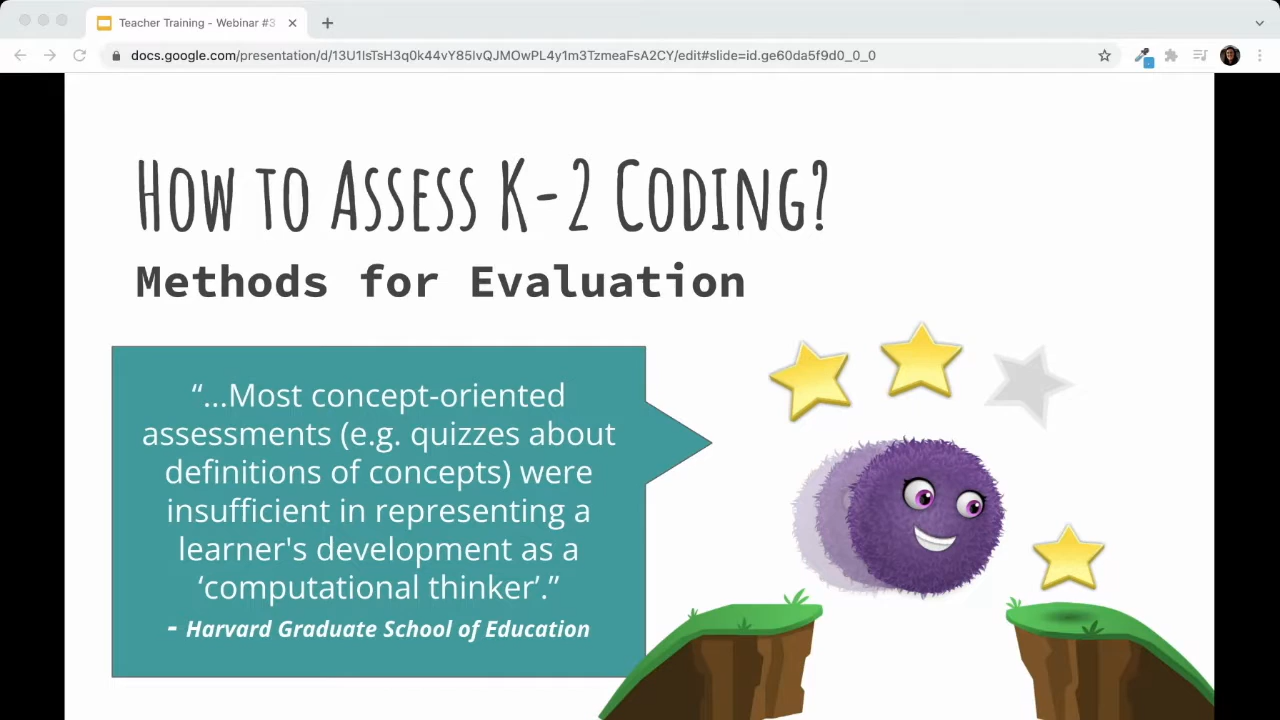 Teacher Training - Webinar #3
docs.google.com/presentation/d/13U1IsTsH3q0k44vY85IvQJMOwPL4y1m3TzmeaFsA2CY/edit#slide=id.ge60da5f9d0_0_0
How to Assess K-2 Coding?
Methods for Evaluation
“...Most concept-oriented
assessments (e.g. quizzes about
definitions of concepts) were
insufficient in representing a
learner's development as a
‘computational thinker’.”
- Harvard Graduate School of Education